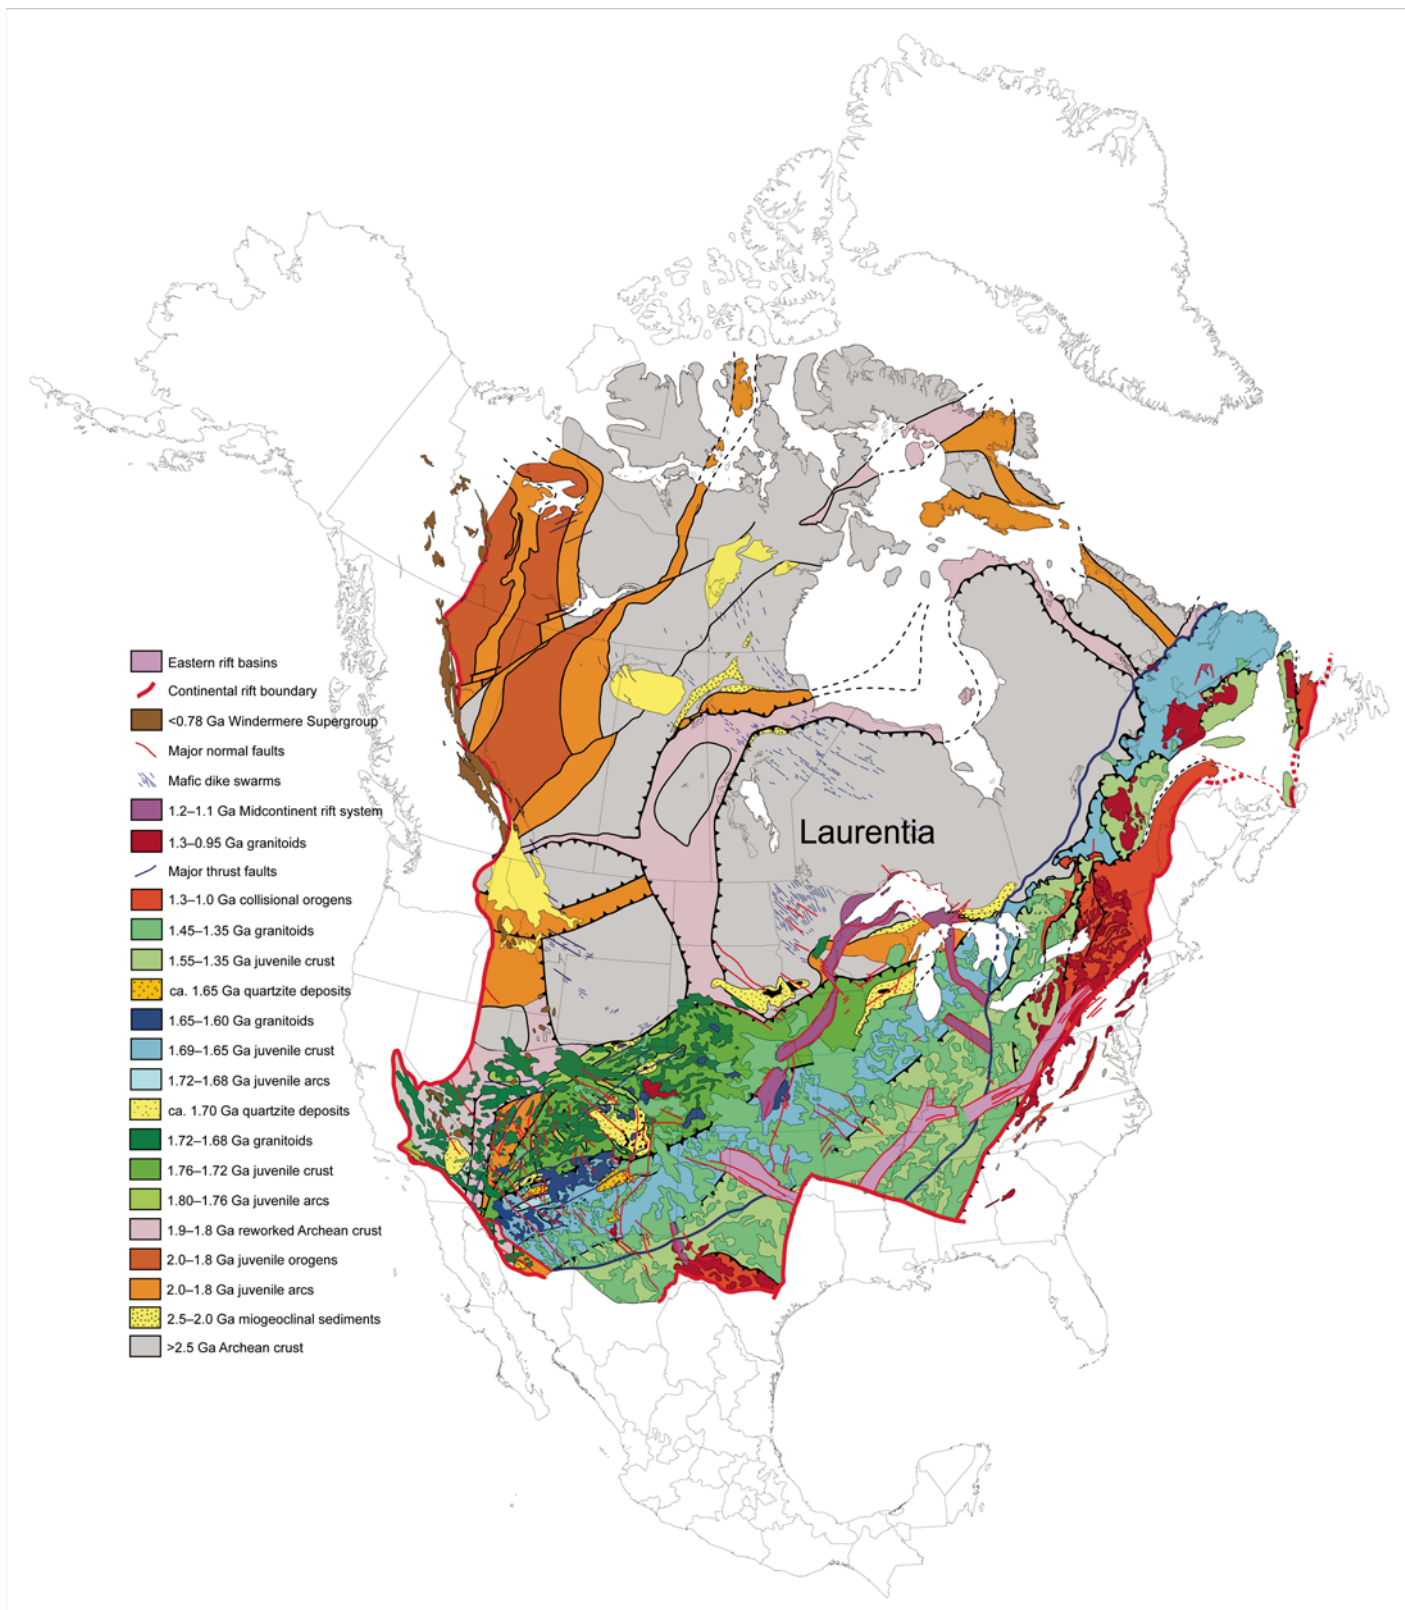 Laurentia
Eastern rift basins
Continental rift boundary
<0.78 Ga Windermere Supergroup
Major normal faults
Mafic dike swarms
1.2–1.1 Ga Midcontinent rift system
1.3–0.95 Ga granitoids
Major thrust faults
1.3–1.0 Ga collisional orogens
1.45–1.35 Ga granitoids
1.55–1.35 Ga juvenile crust
ca. 1.65 Ga quartzite deposits
1.65–1.60 Ga granitoids
1.69–1.65 Ga juvenile crust
1.72–1.68 Ga juvenile arcs
ca. 1.70 Ga quartzite deposits
1.72–1.68 Ga granitoids
1.76–1.72 Ga juvenile crust
1.80–1.76 Ga juvenile arcs
1.9–1.8 Ga reworked Archean crust
2.0–1.8 Ga juvenile orogens
2.0–1.8 Ga juvenile arcs
2.5–2.0 Ga miogeoclinal sediments
>2.5 Ga Archean crust